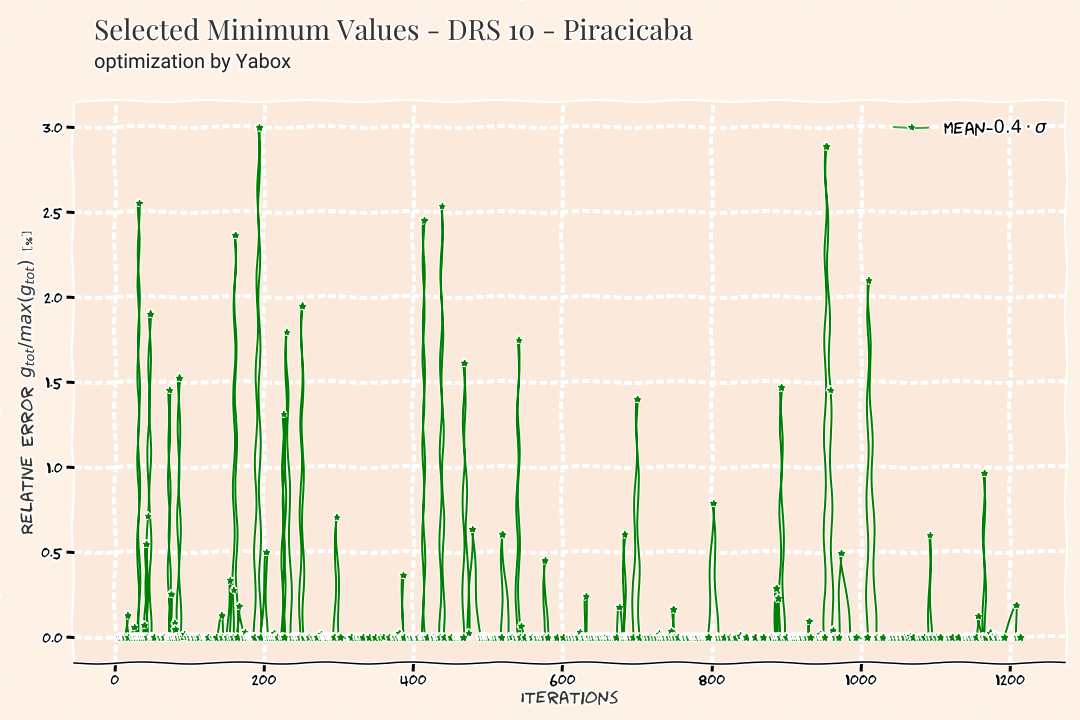 Selected Minimum Values - DRS 10 - Piracicaba
optimization by Yabox
MEAN-0.4 · σ
RELATIVE ERROR g_tot/max(g_tot) [%]
3.0
2.5
2.0
1.5
1.0
0.5
0.0
0 200 400 600 800 1000 1200
ITERATIONS